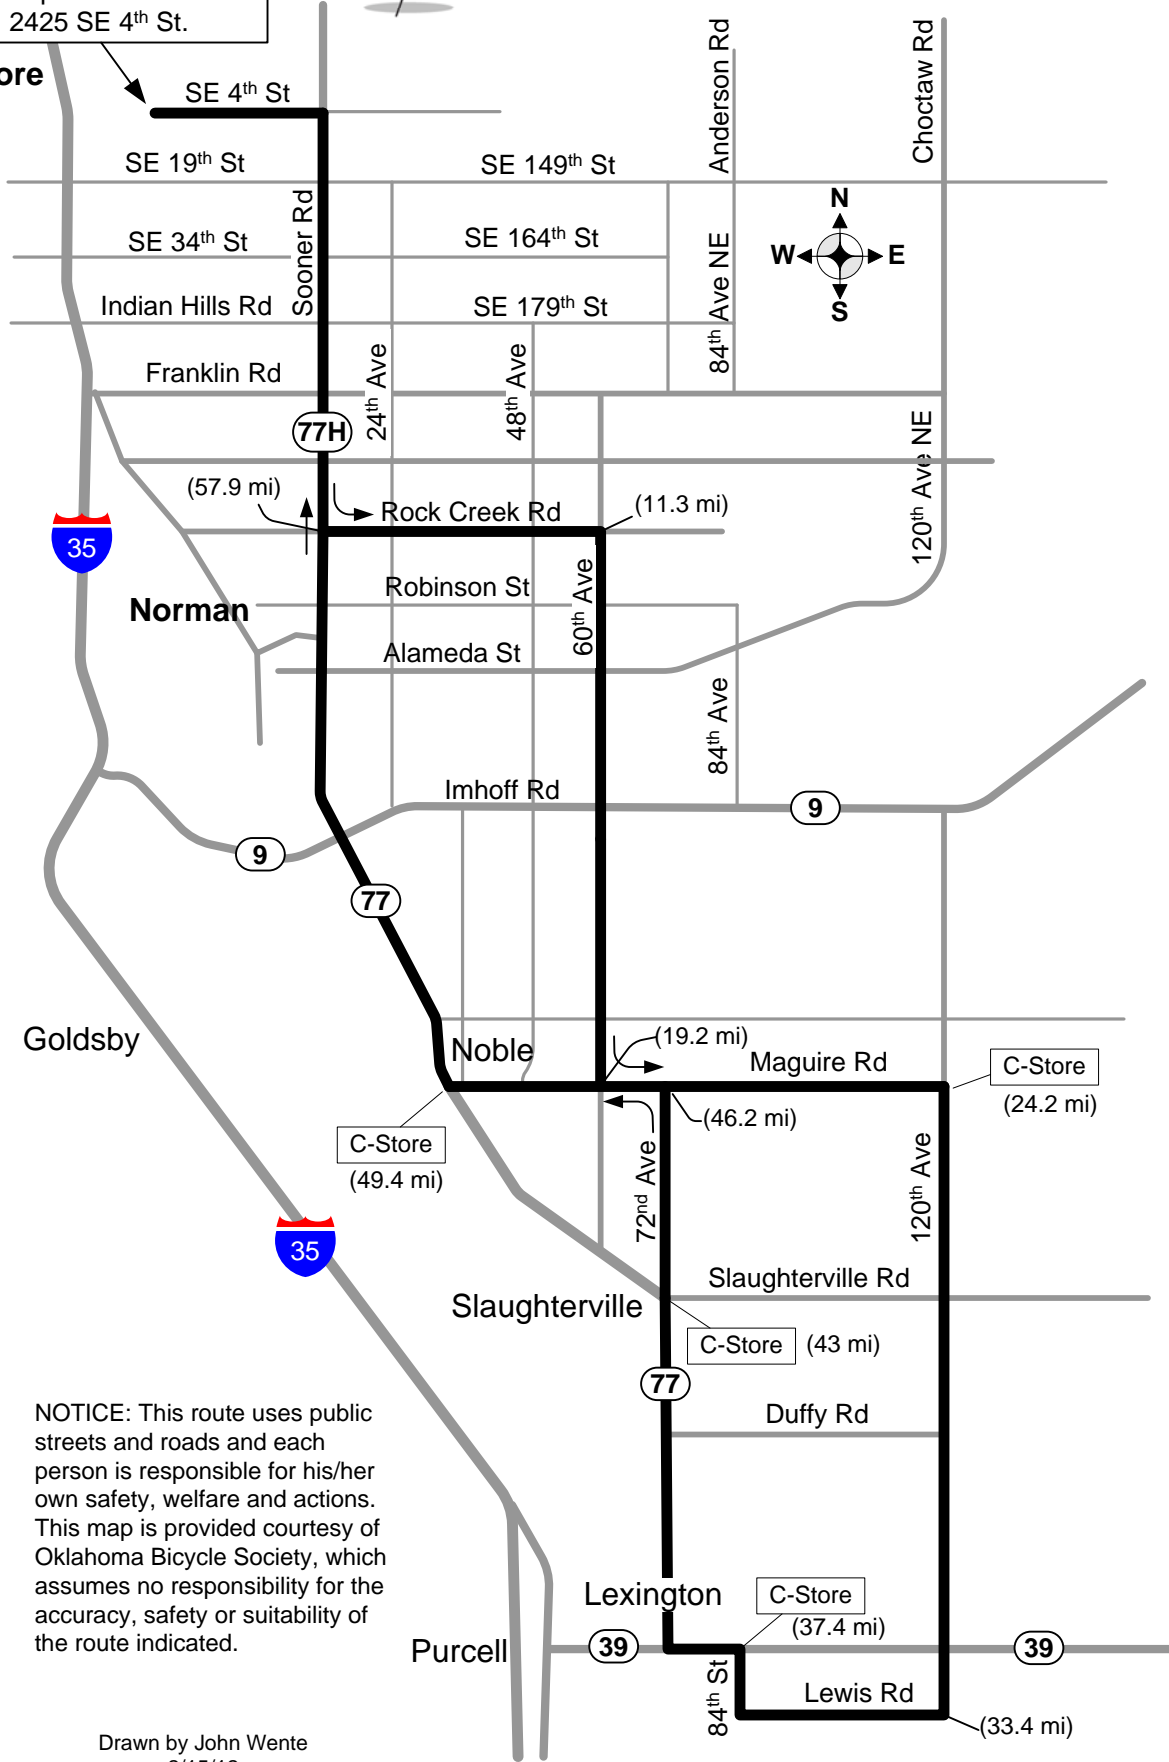 2425 SE 4th St.
ore
SE 4th St
Anderson Rd
Choctaw Rd
SE 19th St
SE 149th St
Sooner Rd
SE 34th St
SE 164th St
N
W
E
S
84th Ave NE
Indian Hills Rd
SE 179th St
Franklin Rd
24th Ave
48th Ave
77H
120th Ave NE
(57.9 mi)
Rock Creek Rd
(11.3 mi)
35
Robinson St
60th Ave
Norman
Alameda St
84th Ave
Imhoff Rd
9
9
77
Goldsby
Noble
(19.2 mi)
Maguire Rd
C-Store
(24.2 mi)
(46.2 mi)
C-Store
(49.4 mi)
72nd Ave
120th Ave
35
Slaughterville Rd
Slaughterville
C-Store
(43 mi)
77
Duffy Rd
NOTICE: This route uses public
streets and roads and each
person is responsible for his/her
own safety, welfare and actions.
This map is provided courtesy of
Oklahoma Bicycle Society, which
assumes no responsibility for the
accuracy, safety or suitability of
the route indicated.
Lexington
C-Store
(37.4 mi)
Purcell
39
39
84th St
Lewis Rd
(33.4 mi)
Drawn by John Wente